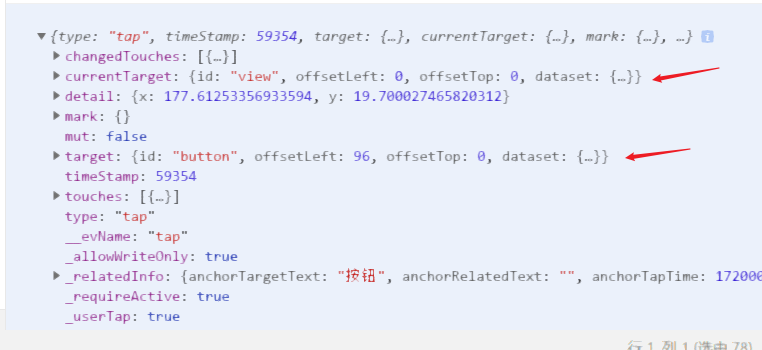 ▼{type: "tap", timeStamp: 59354, target: {…}, currentTarget: {…}, mark: {…}, …} i
▶changedTouches: [{…}]
▶currentTarget: {id: "view", offsetLeft: 0, offsetTop: 0, dataset: {…}}
▶detail: {x: 177.61253356933594, y: 19.700027465820312}
▶mark: {}
mut: false
▶target: {id: "button", offsetLeft: 96, offsetTop: 0, dataset: {…}}
timeStamp: 59354
▶touches: [{…}]
type: "tap"
__evName: "tap"
_allowWriteOnly: true
▶_relatedInfo: {anchorTargetText: "按钮", anchorRelatedText: "", anchorTapTime: 172000
_requireActive: true
_userTap: true
行 1, 列 1 (选中 78)